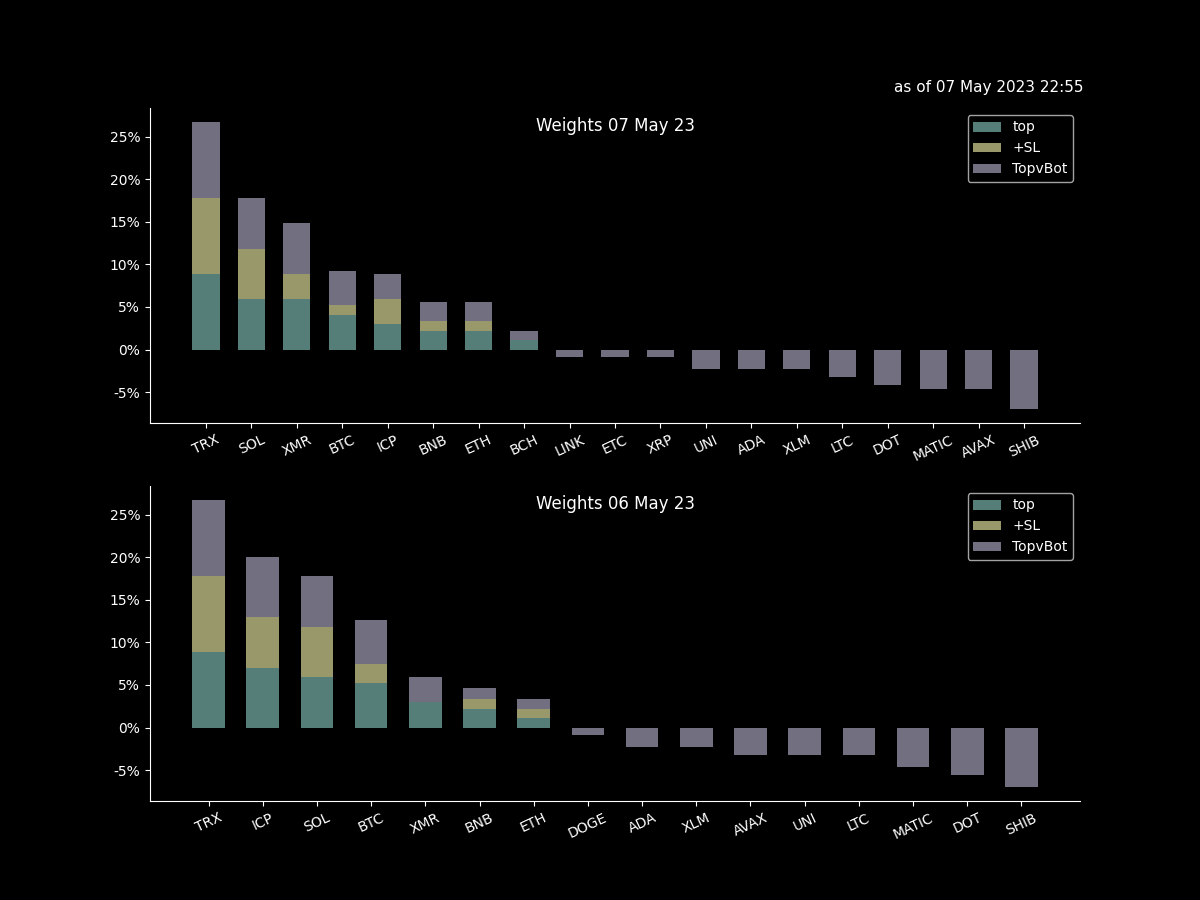 as of 07 May 2023 22:55
Weights 07 May 23
top
+SL
TopvBot
25%
20%
15%
10%
5%
0%
-5%
TRX SOL XMR BTC ICP BNB ETH BCH LINK ETC XRP UNI ADA XLM LTC DOT MATIC AVAX SHIB
Weights 06 May 23
top
+SL
TopvBot
25%
20%
15%
10%
5%
0%
-5%
TRX ICP SOL BTC XMR BNB ETH DOGE ADA XLM AVAX UNI LTC MATIC DOT SHIB